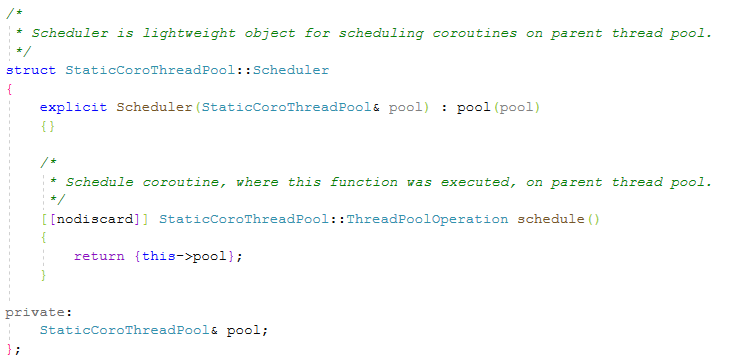 /*
 * Scheduler is lightweight object for scheduling coroutines on parent thread pool.
 */
struct StaticCoroThreadPool::Scheduler
{
    explicit Scheduler(StaticCoroThreadPool& pool) : pool(pool)
    {}

    /*
     * Schedule coroutine, where this function was executed, on parent thread pool.
     */
    [[nodiscard]] StaticCoroThreadPool::ThreadPoolOperation schedule()
    {
        return {this->pool};
    }

private:
    StaticCoroThreadPool& pool;
};